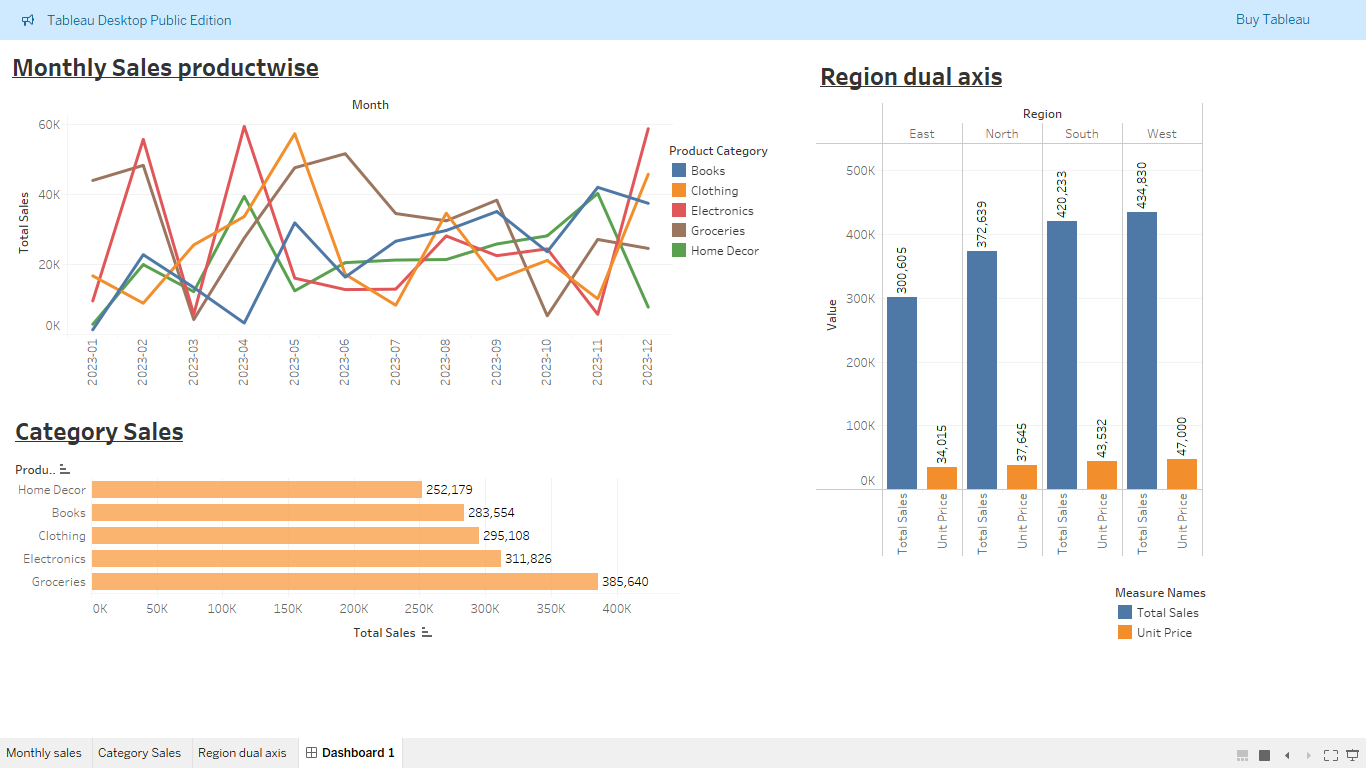 Tableau Desktop Public Edition
Buy Tableau
Monthly Sales productwise
Month
Total Sales
60K
40K
20K
0K
2023-01
2023-02
2023-03
2023-04
2023-05
2023-06
2023-07
2023-08
2023-09
2023-10
2023-11
2023-12
Product Category
Books
Clothing
Electronics
Groceries
Home Decor
Category Sales
Produ..
Home Decor 252,179
Books 283,554
Clothing 295,108
Electronics 311,826
Groceries 385,640
0K 50K 100K 150K 200K 250K 300K 350K 400K
Total Sales
Region dual axis
Region
East North South West
Value
500K
400K
300K
200K
100K
0K
300,605
34,015
372,639
37,645
420,233
43,532
434,830
47,000
Total Sales
Unit Price
Total Sales
Unit Price
Total Sales
Unit Price
Total Sales
Unit Price
Measure Names
Total Sales
Unit Price
Monthly sales Category Sales Region dual axis Dashboard 1